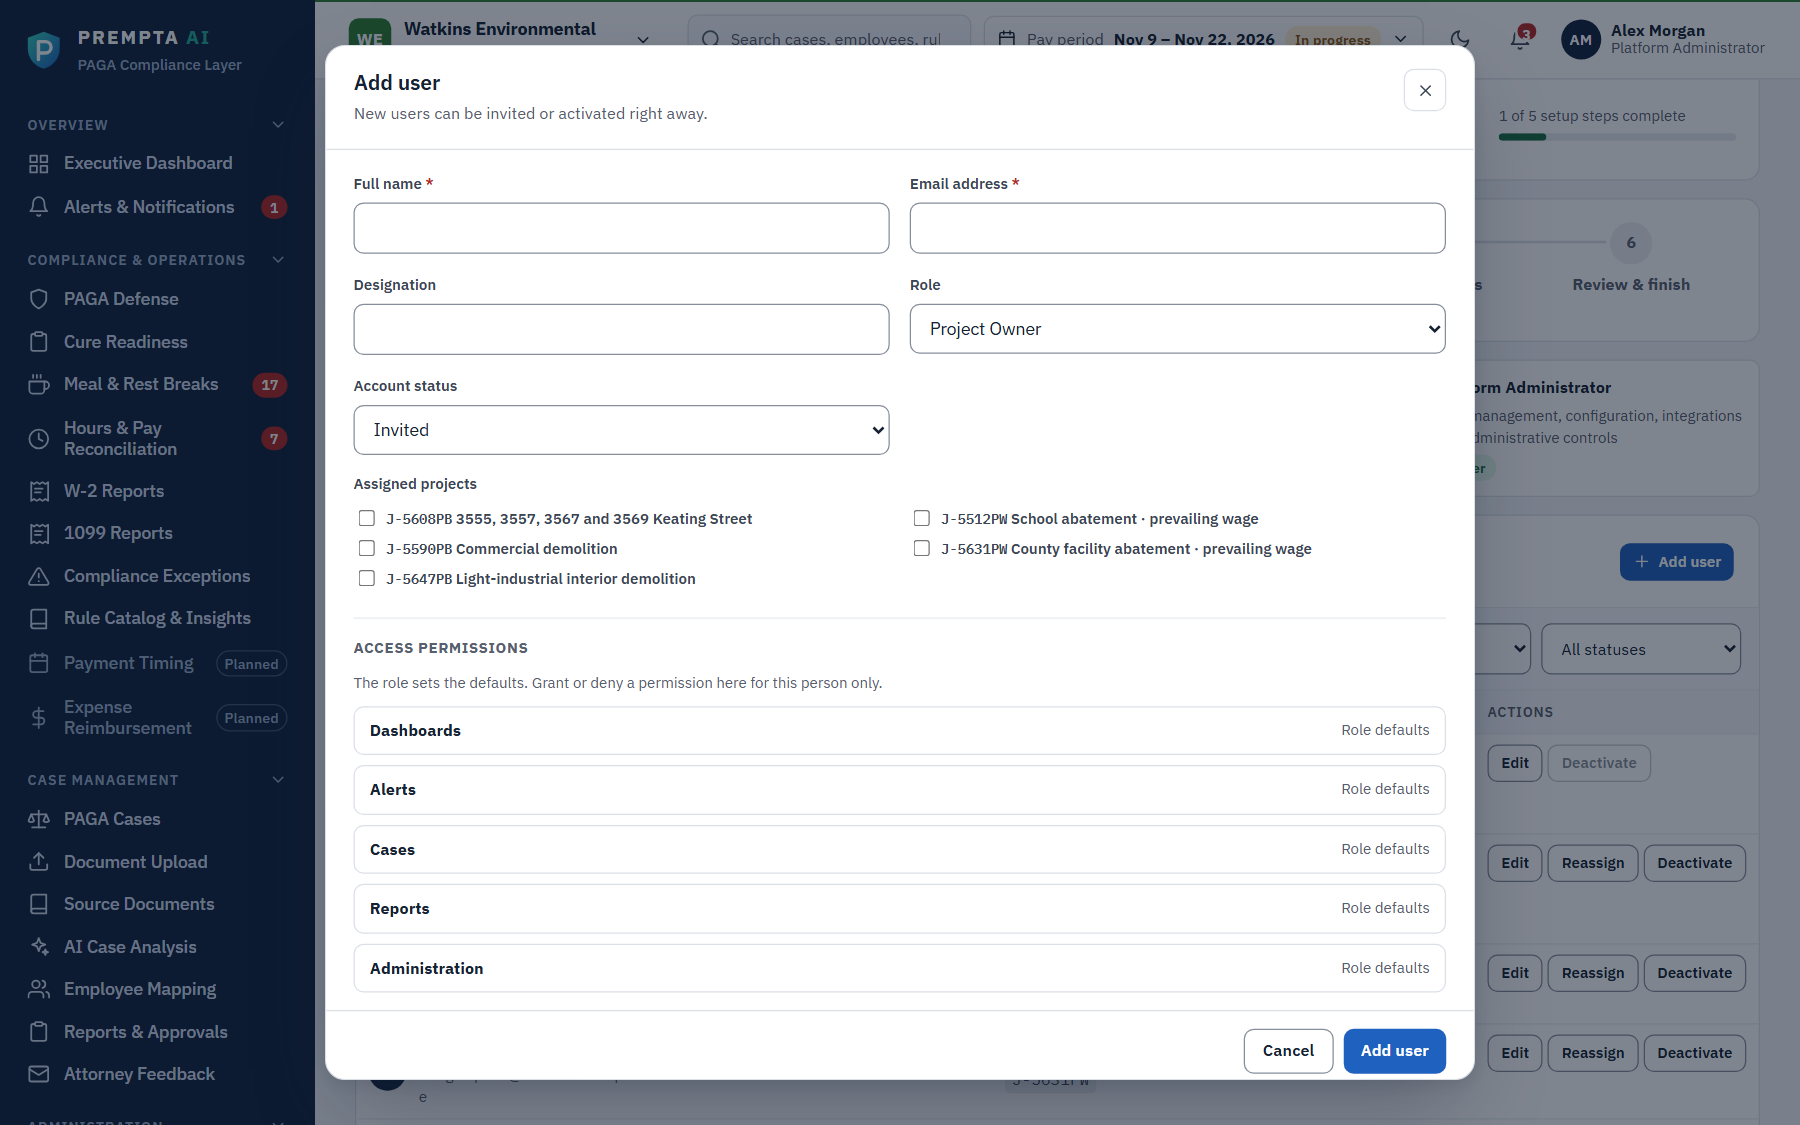 PREMPTA AI
PAGA Compliance Layer
OVERVIEW
Executive Dashboard
Alerts & Notifications
1
COMPLIANCE & OPERATIONS
PAGA Defense
Cure Readiness
Meal & Rest Breaks
17
Hours & Pay
Reconciliation
7
W-2 Reports
1099 Reports
Compliance Exceptions
Rule Catalog & Insights
Payment Timing
Planned
Expense
Reimbursement
Planned
CASE MANAGEMENT
PAGA Cases
Document Upload
Source Documents
AI Case Analysis
Employee Mapping
Reports & Approvals
Attorney Feedback
ADMINISTRATION
WE
Watkins Environmental
Search cases, employees, rul
Pay period Nov 9 – Nov 22, 2026 In progress
3
AM
Alex Morgan
Platform Administrator
Add user
New users can be invited or activated right away.
Full name *
Email address *
Designation
Role
Project Owner
Account status
Invited
Assigned projects
J-5608PB 3555, 3557, 3567 and 3569 Keating Street
J-5512PW School abatement · prevailing wage
J-5590PB Commercial demolition
J-5631PW County facility abatement · prevailing wage
J-5647PB Light-industrial interior demolition
ACCESS PERMISSIONS
The role sets the defaults. Grant or deny a permission here for this person only.
Dashboards
Role defaults
Alerts
Role defaults
Cases
Role defaults
Reports
Role defaults
Administration
Role defaults
Cancel
Add user
1 of 5 setup steps complete
6
s
Review & finish
orm Administrator
management, configuration, integrations
dministrative controls
er
Add user
All statuses
ACTIONS
Edit
Deactivate
Edit
Reassign
Deactivate
Edit
Reassign
Deactivate
Edit
Reassign
Deactivate
J-5631PW
e